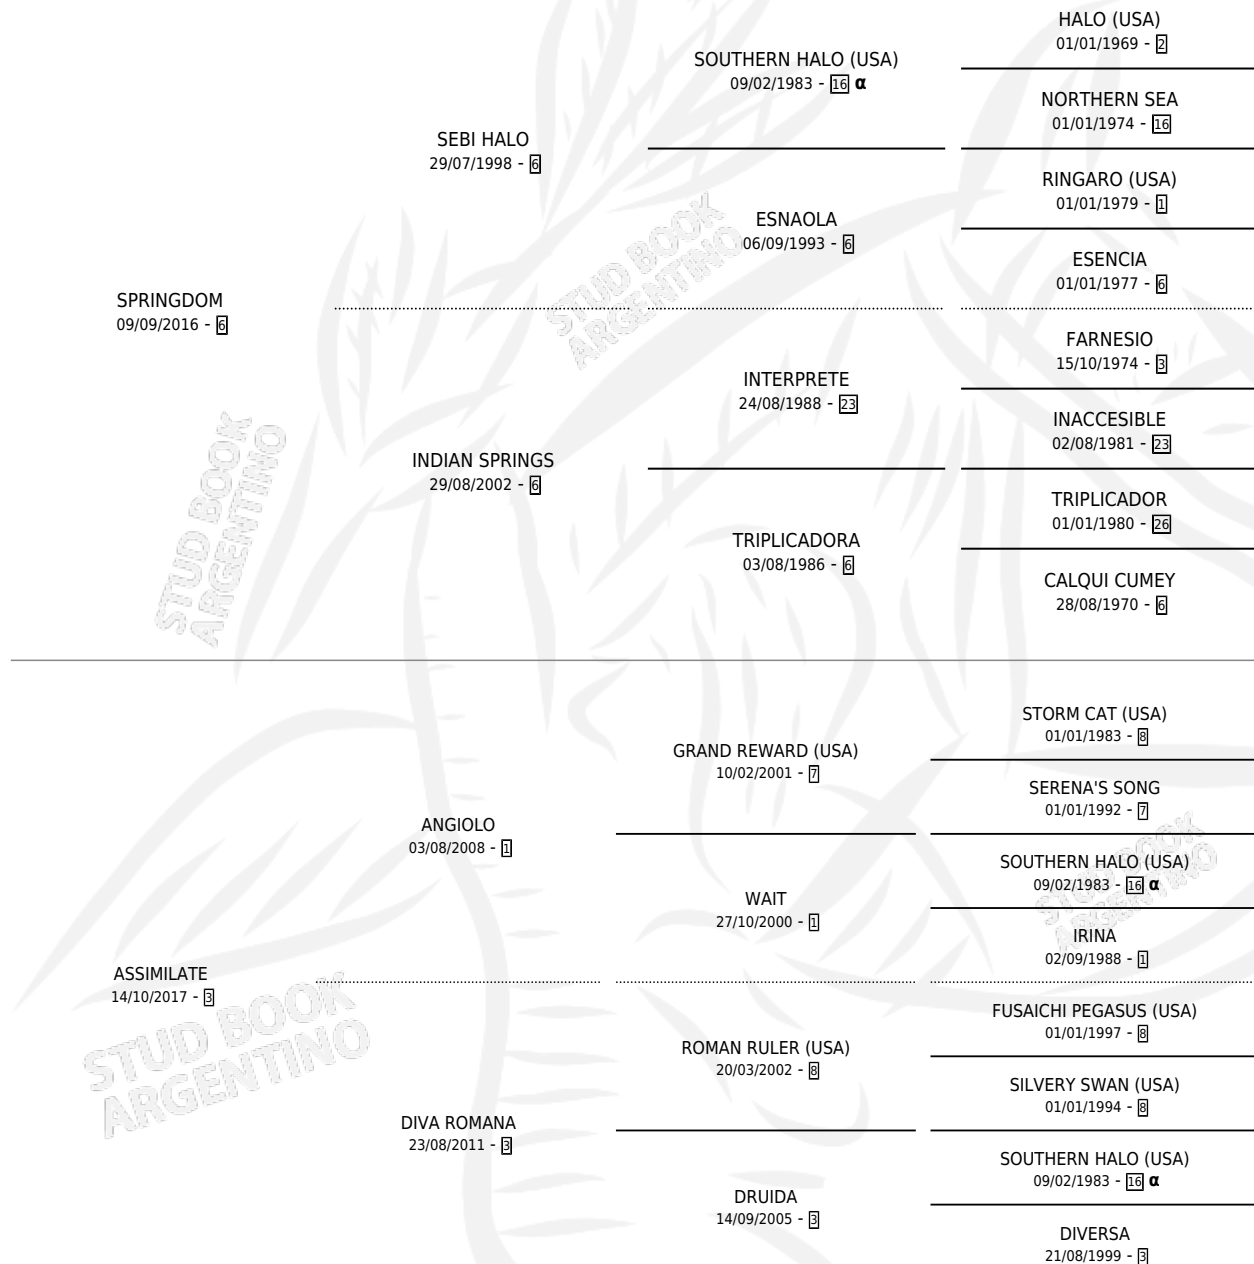 SPRINGDOM
09/09/2016 - 6
SEBI HALO
29/07/1998 - 6
SOUTHERN HALO (USA)
09/02/1983 - 16 α
HALO (USA)
01/01/1969 - 2
NORTHERN SEA
01/01/1974 - 16
ESNAOLA
06/09/1993 - 6
RINGARO (USA)
01/01/1979 - 1
ESENCIA
01/01/1977 - 6
INDIAN SPRINGS
29/08/2002 - 6
INTERPRETE
24/08/1988 - 23
FARNESIO
15/10/1974 - 3
INACCESIBLE
02/08/1981 - 23
TRIPLICADORA
03/08/1986 - 6
TRIPLICADOR
01/01/1980 - 26
CALQUI CUMEY
28/08/1970 - 6
ASSIMILATE
14/10/2017 - 3
ANGIOLO
03/08/2008 - 1
GRAND REWARD (USA)
10/02/2001 - 7
STORM CAT (USA)
01/01/1983 - 8
SERENA'S SONG
01/01/1992 - 7
WAIT
27/10/2000 - 1
SOUTHERN HALO (USA)
09/02/1983 - 16 α
IRINA
02/09/1988 - 1
DIVA ROMANA
23/08/2011 - 3
ROMAN RULER (USA)
20/03/2002 - 8
FUSAICHI PEGASUS (USA)
01/01/1997 - 8
SILVERY SWAN (USA)
01/01/1994 - 8
DRUIDA
14/09/2005 - 3
SOUTHERN HALO (USA)
09/02/1983 - 16 α
DIVERSA
21/08/1999 - 3
STUD BOOK
ARGENTINO
STUD BOOK
ARGENTINO
STUD BOOK
ARGENTINO
STUD BOOK
ARGENTINO